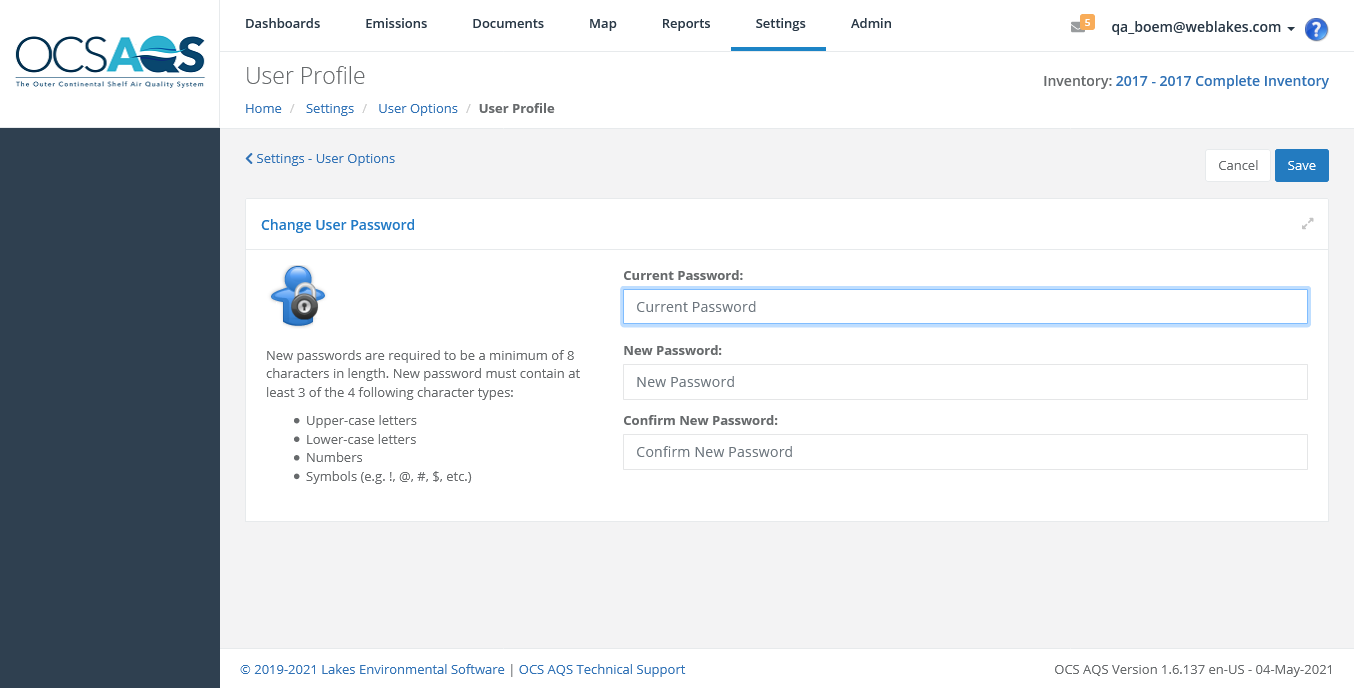 OCSAQS
The Outer Continental Shelf Air Quality System
Dashboards Emissions Documents Map Reports Settings Admin
5
qa_boem@weblakes.com
?
User Profile
Inventory: 2017 - 2017 Complete Inventory
Home / Settings / User Options / User Profile
Settings - User Options
Cancel Save
Change User Password
New passwords are required to be a minimum of 8
characters in length. New password must contain at
least 3 of the 4 following character types:
• Upper-case letters
• Lower-case letters
• Numbers
• Symbols (e.g. !, @, #, $, etc.)
Current Password:
Current Password
New Password:
New Password
Confirm New Password:
Confirm New Password
© 2019-2021 Lakes Environmental Software | OCS AQS Technical Support
OCS AQS Version 1.6.137 en-US - 04-May-2021